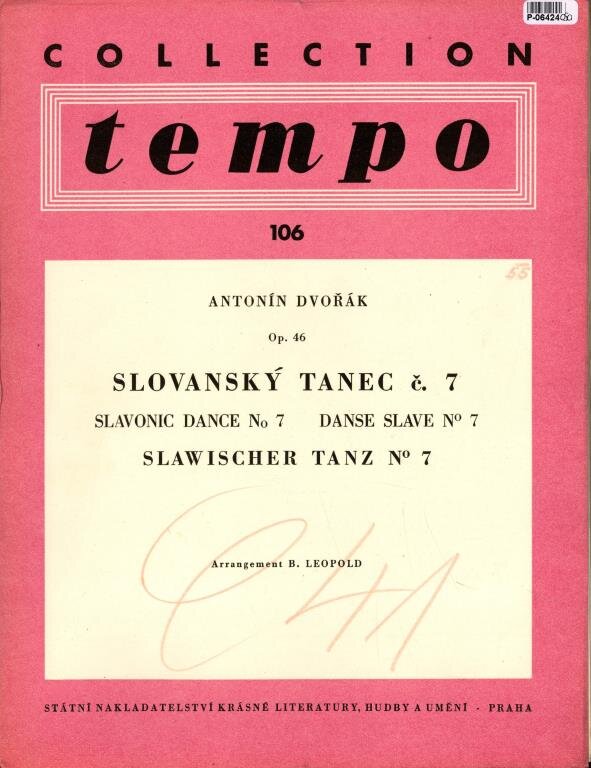 P-06424
COLLECTION
tempo
106
55
ANTONÍN DVOŘÁK
Op. 46
SLOVANSKÝ TANEC č. 7
SLAVONIC DANCE No 7 DANSE SLAVE Nº 7
SLAWISCHER TANZ Nº 7
Arrangement B. LEOPOLD
STÁTNÍ NAKLADATELSTVÍ KRÁSNÉ LITERATURY, HUDBY A UMĚNÍ - PRAHA